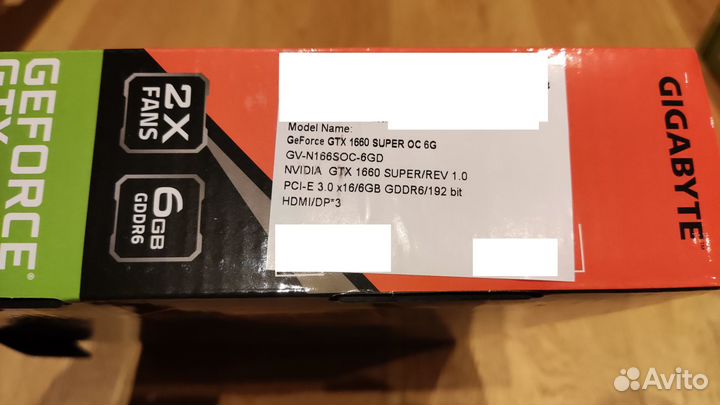 GEFORCE®
GTX
2X
FANS
6GB
GDDR6
Model Name:
GeForce GTX 1660 SUPER OC 6G
GV-N166SOC-6GD
NVIDIA GTX 1660 SUPER/REV 1.0
PCI-E 3.0 x16/6GB GDDR6/192 bit
HDMI/DP*3
GIGABYTE™
Avito